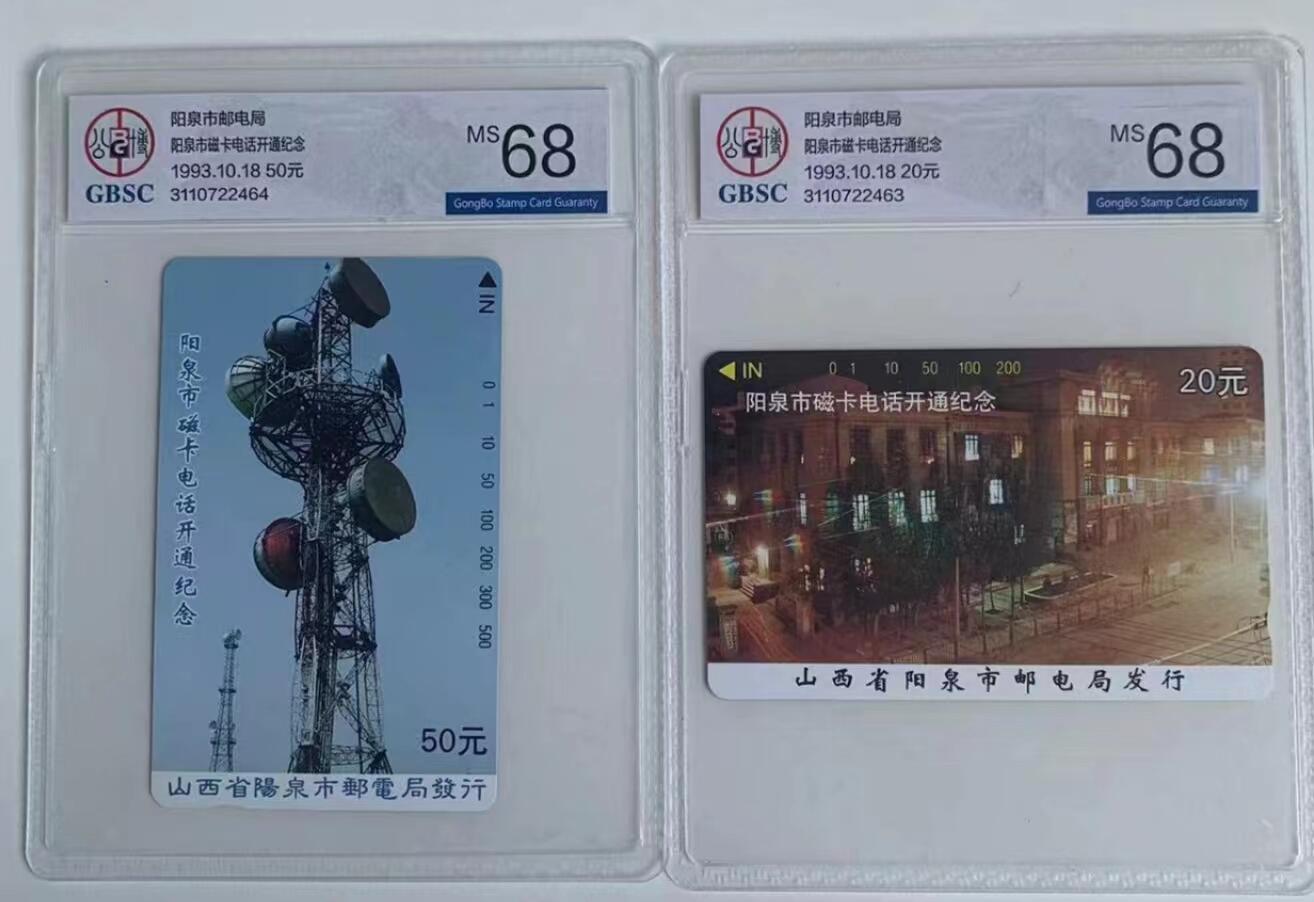 阳泉市邮电局
阳泉市磁卡电话开通纪念
1993.10.18 50元
3110722464
GBSC
MS 68
GongBo Stamp Card Guaranty
IN
0 1 10 50 100 200 300 500
阳泉市磁卡电话开通纪念
50元
山西省陽泉市郵電局發行
阳泉市邮电局
阳泉市磁卡电话开通纪念
1993.10.18 20元
3110722463
GBSC
MS 68
GongBo Stamp Card Guaranty
IN 0 1 10 50 100 200
20元
阳泉市磁卡电话开通纪念
山西省阳泉市邮电局发行